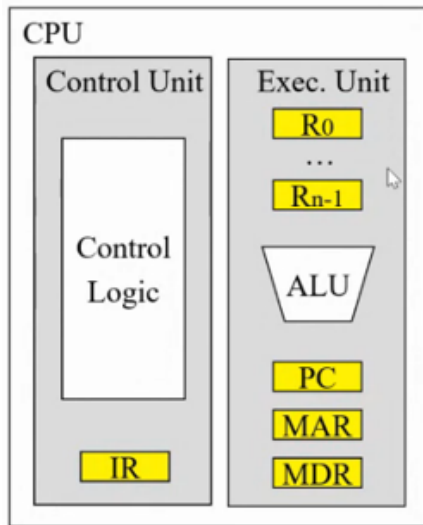 CPU
Control Unit
Control
Logic
IR
Exec. Unit
R0
...
Rn-1
ALU
PC
MAR
MDR